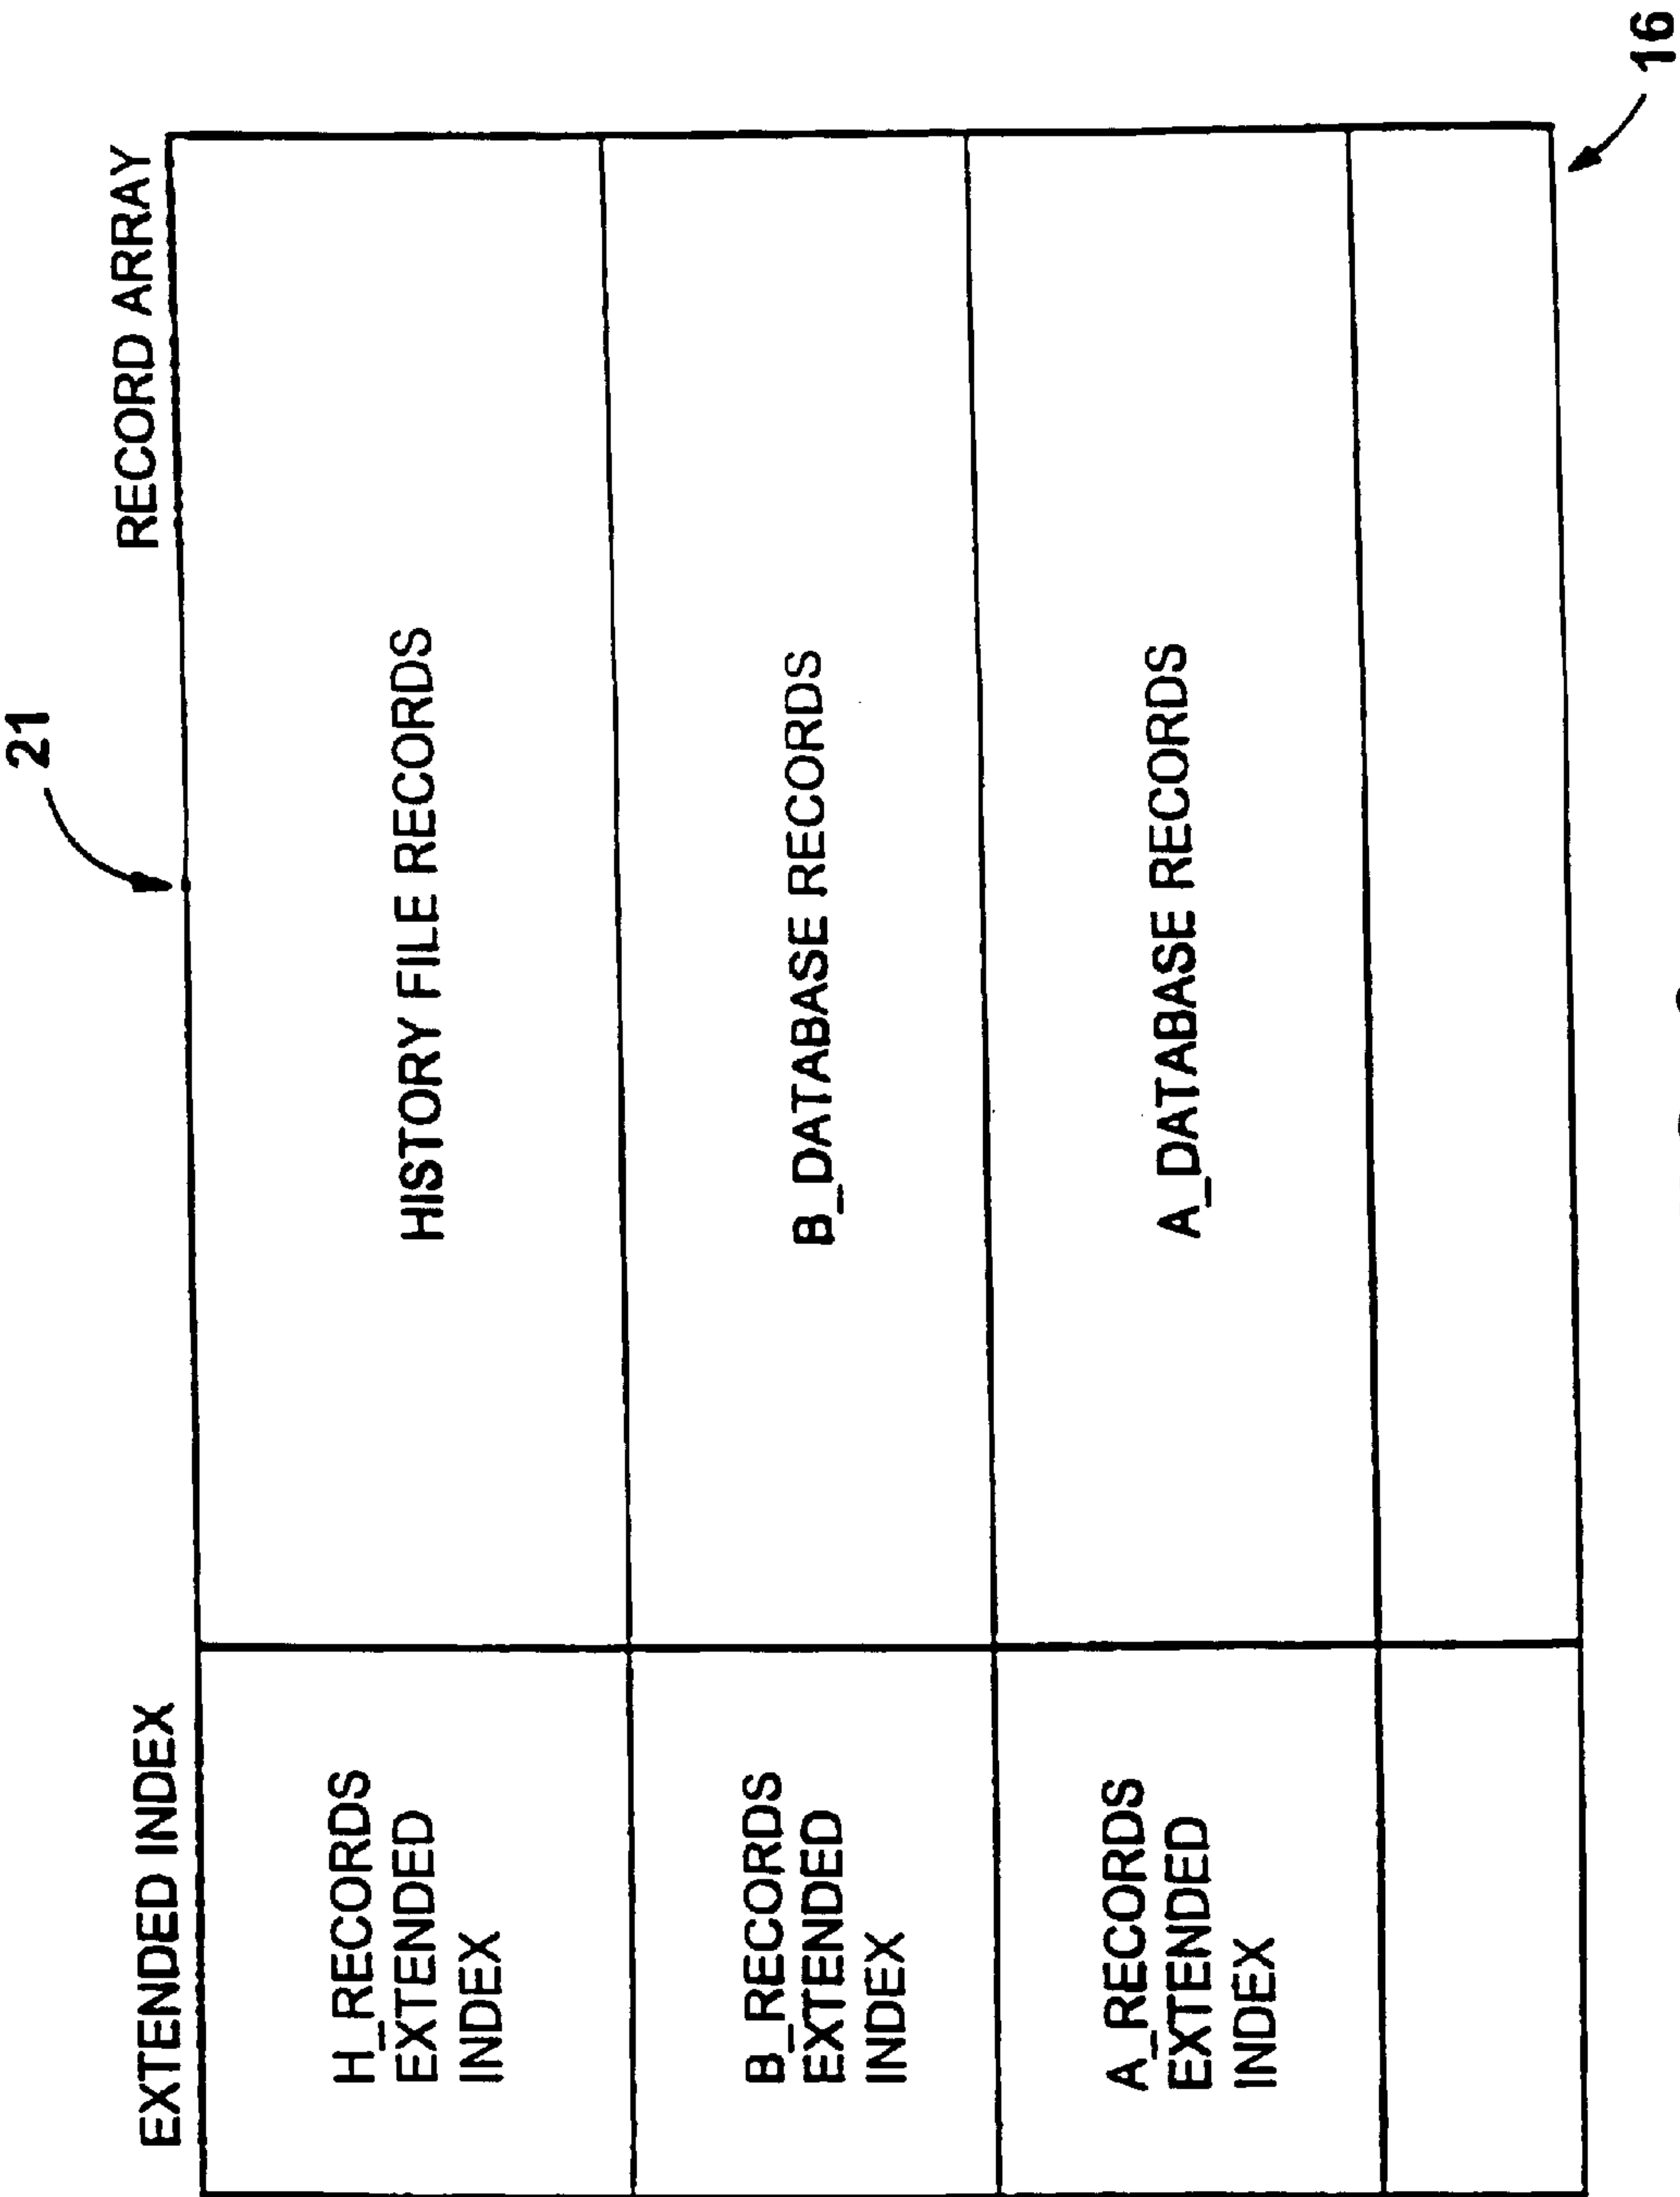 21
EXTENDED INDEX
RECORD ARRAY
H_RECORDS
EXTENDED
INDEX
HISTORY FILE RECORDS
B_RECORDS
EXTENDED
INDEX
B_DATABASE RECORDS
A_RECORDS
EXTENDED
INDEX
A_DATABASE RECORDS
16